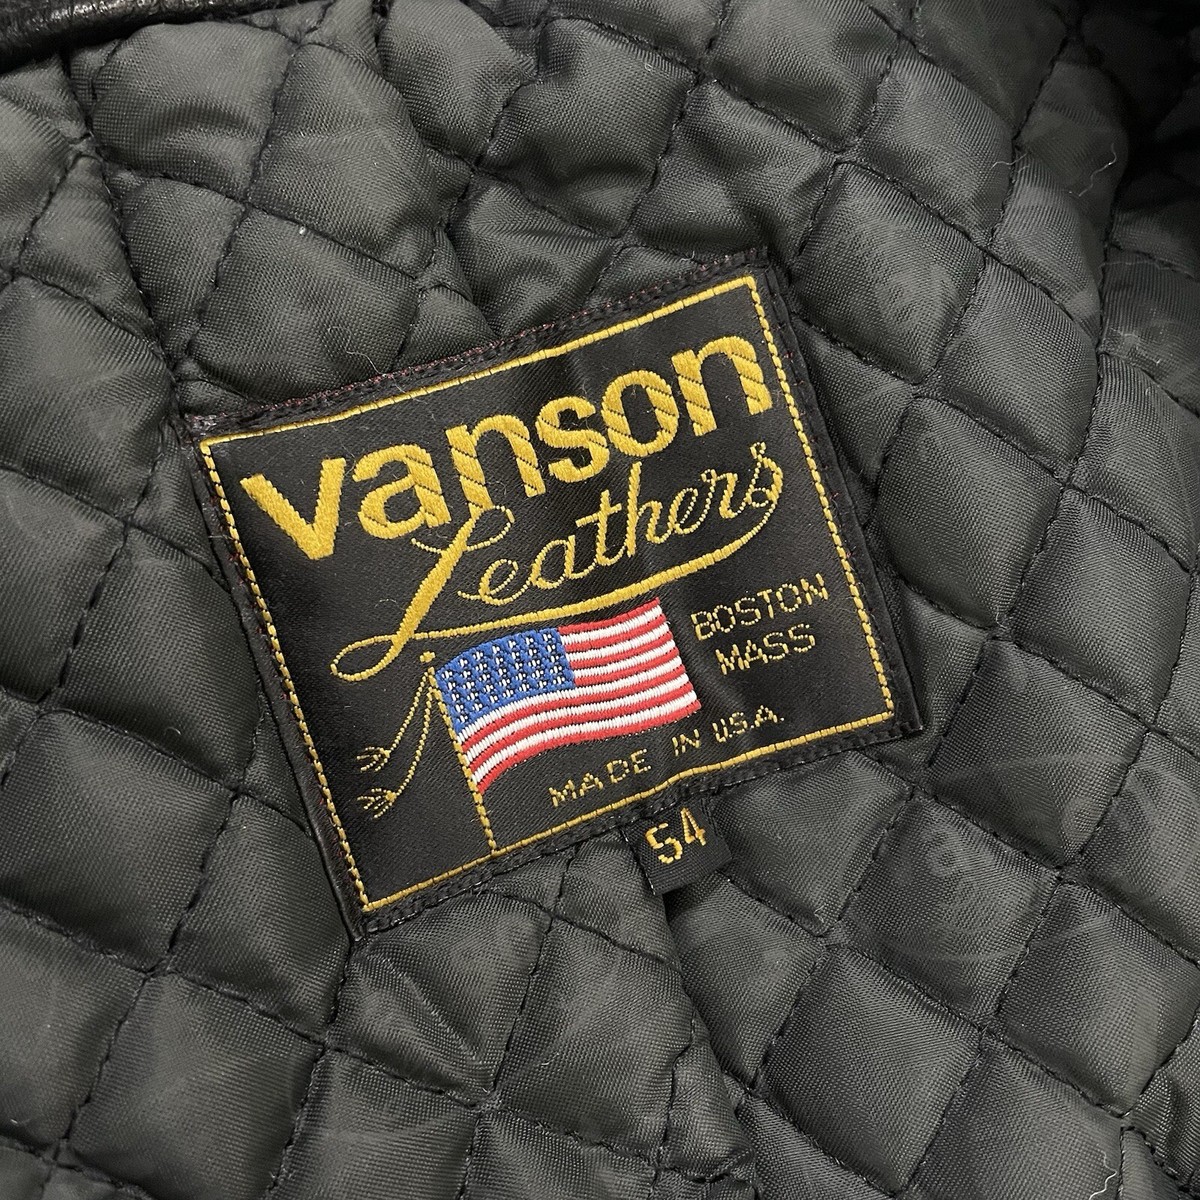 vanson
Leathers
BOSTON
MASS
MADE IN U.S.A.
54